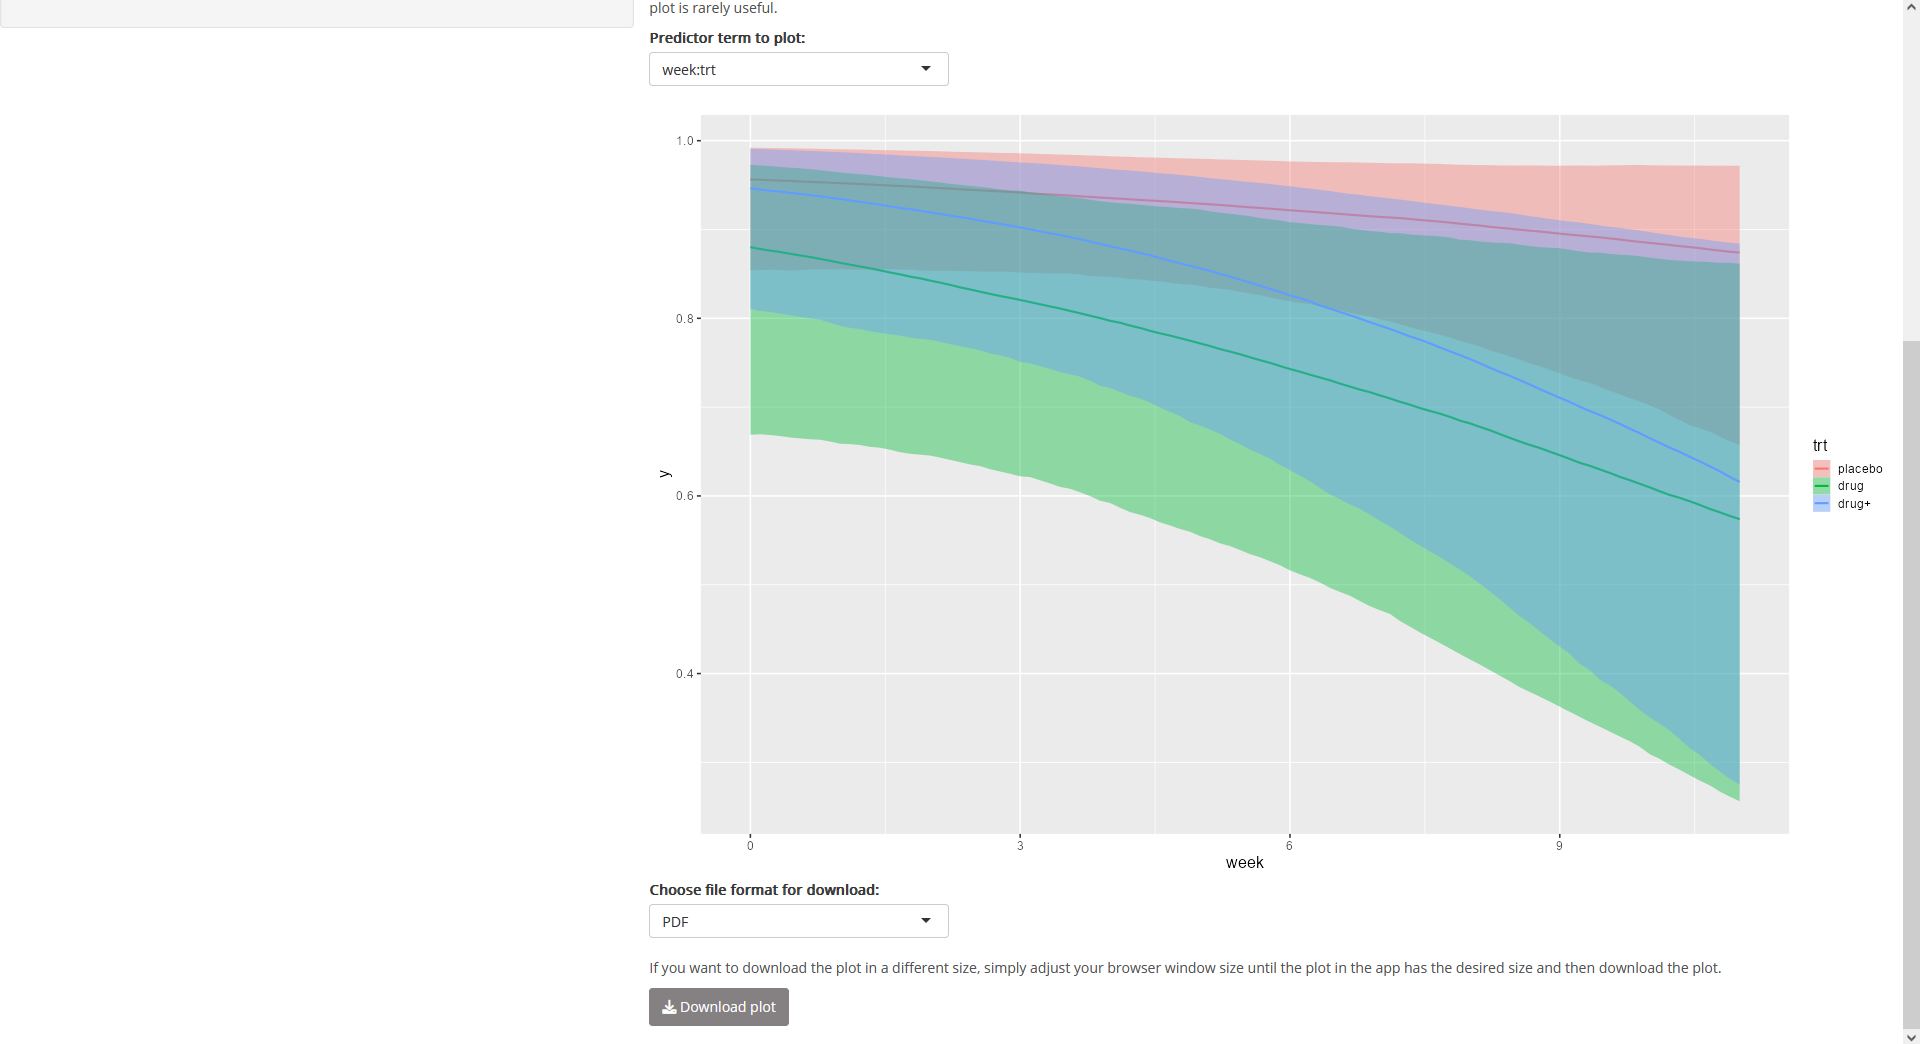 plot is rarely useful.
Predictor term to plot:
week:trt
1.0
0.8
0.6
0.4
y
0 3 6 9
week
trt
placebo
drug
drug+
Choose file format for download:
PDF
If you want to download the plot in a different size, simply adjust your browser window size until the plot in the app has the desired size and then download the plot.
Download plot